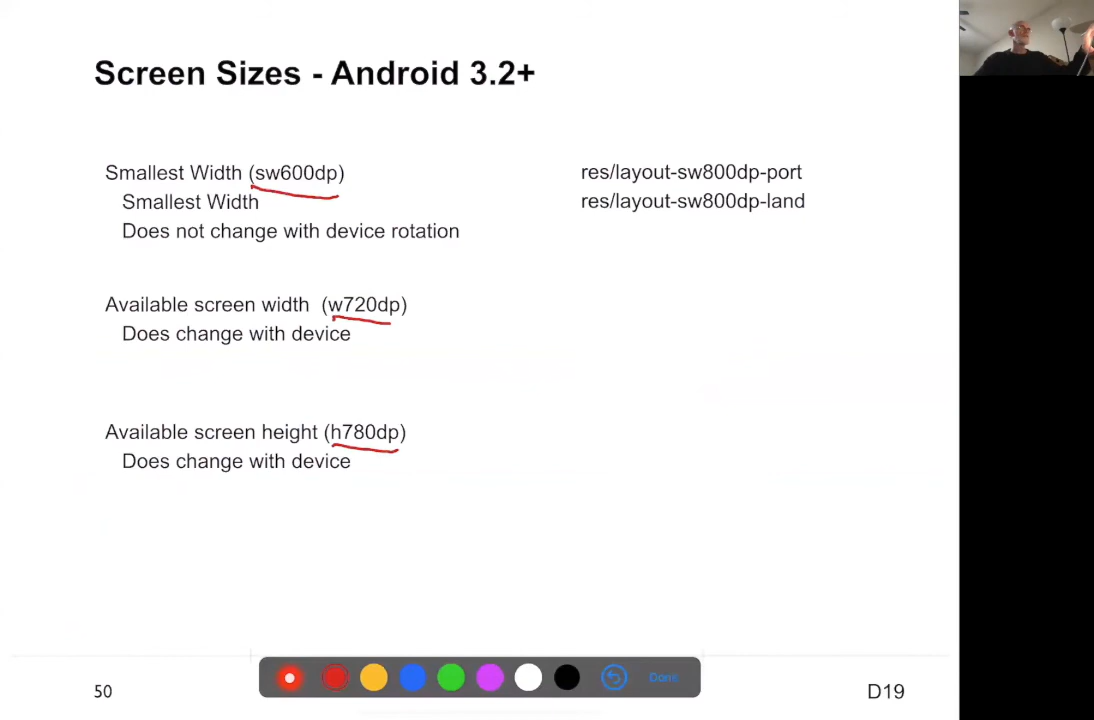 Screen Sizes - Android 3.2+
Smallest Width (sw600dp)
Smallest Width
Does not change with device rotation
Available screen width (w720dp)
Does change with device
Available screen height (h780dp)
Does change with device
res/layout-sw800dp-port
res/layout-sw800dp-land
Done
50
D19